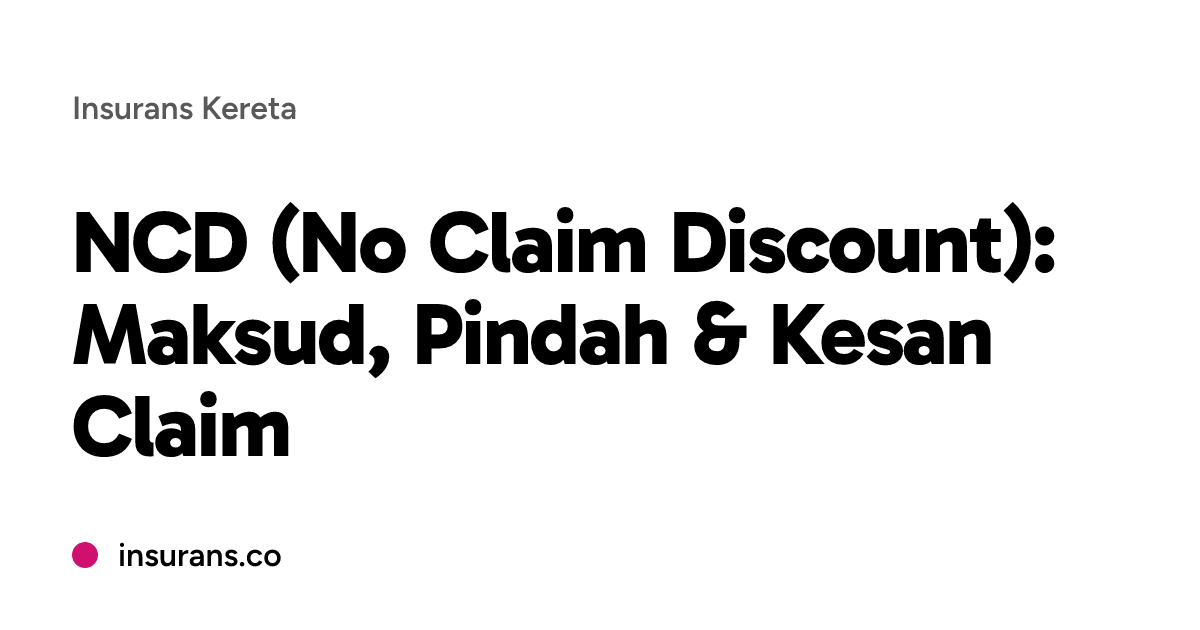 Insurans Kereta
NCD (No Claim Discount):
Maksud, Pindah & Kesan
Claim
insurans.co